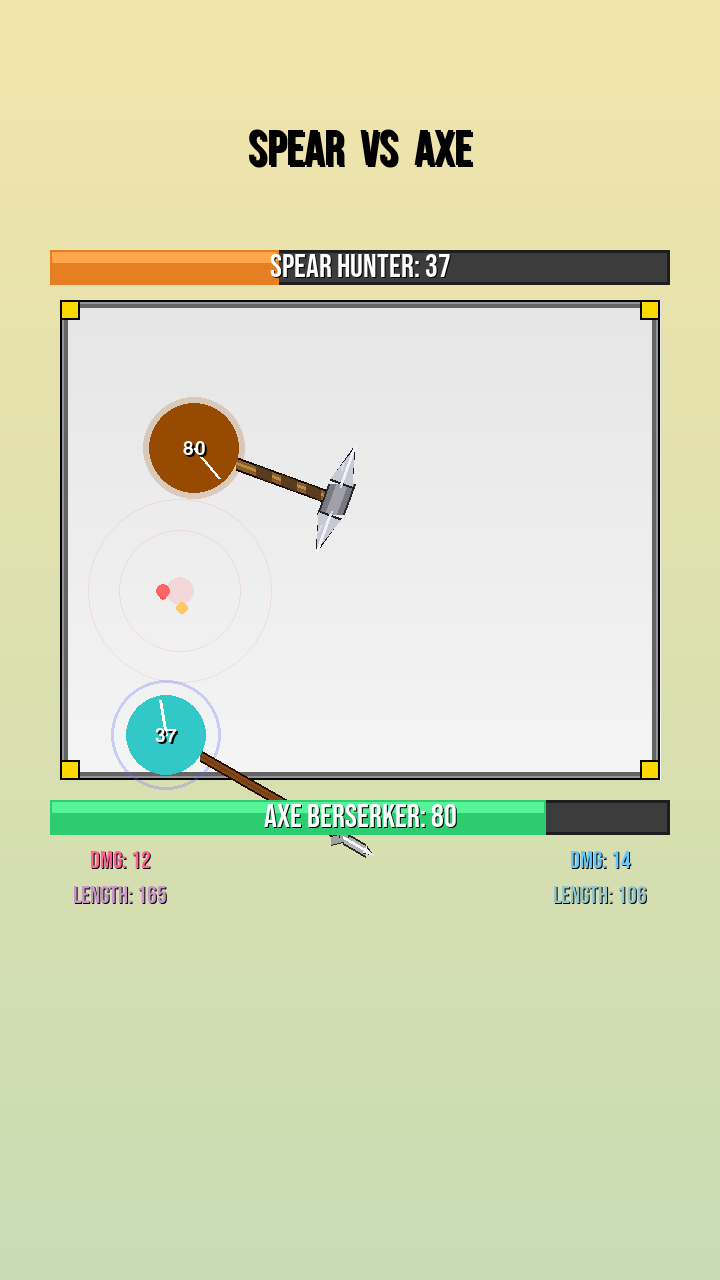 SPEAR VS AXE
SPEAR HUNTER: 37
80
37
AXE BERSERKER: 80
DMG: 12
DMG: 14
LENGTH: 165
LENGTH: 106